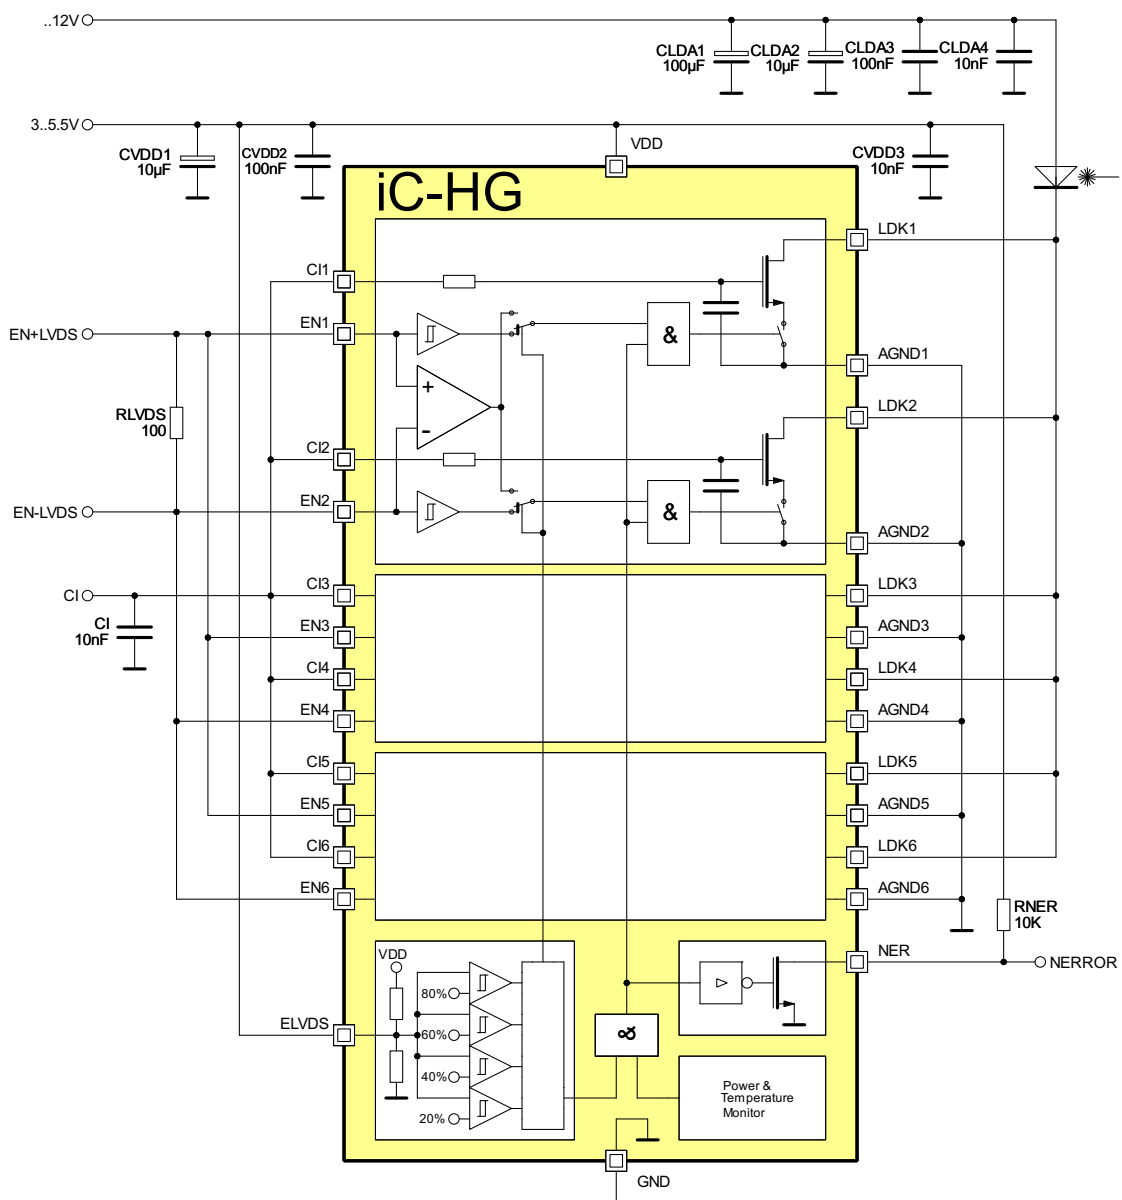 ..12V
CLDA1
100µF
CLDA2
10µF
CLDA3
100nF
CLDA4
10nF
3..5.5V
CVDD1
10µF
CVDD2
100nF
VDD
CVDD3
10nF
iC-HG
LDK1
CI1
EN+LVDS
EN1
&
AGND1
+
LDK2
RLVDS
100
-
CI2
EN-LVDS
EN2
&
AGND2
CI
CI3
LDK3
CI
10nF
EN3
AGND3
CI4
LDK4
EN4
AGND4
CI5
LDK5
EN5
AGND5
CI6
LDK6
EN6
AGND6
RNER
10K
VDD
NER
NERROR
80%
ELVDS
60%
&
40%
20%
Power &
Temperature
Monitor
GND